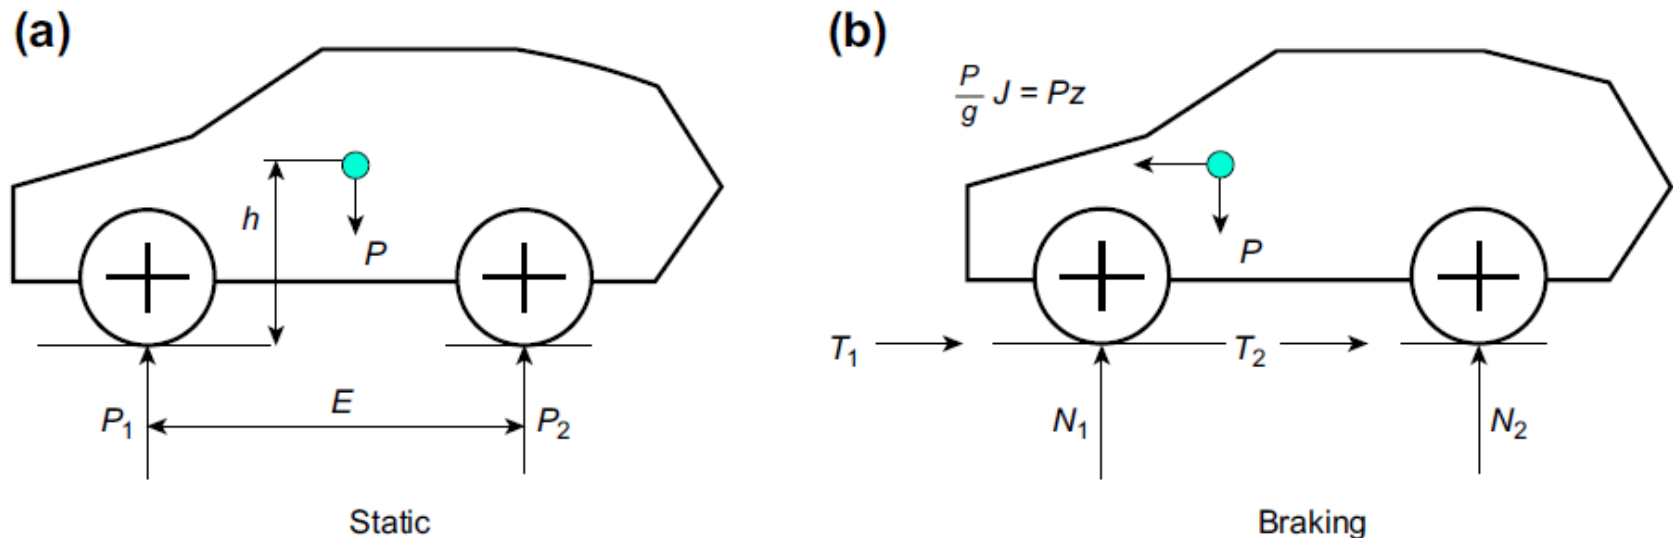 (a)
h
P
P₁
E
P₂
Static
(b)
P/g J = Pz
P
T₁
T₂
N₁
N₂
Braking